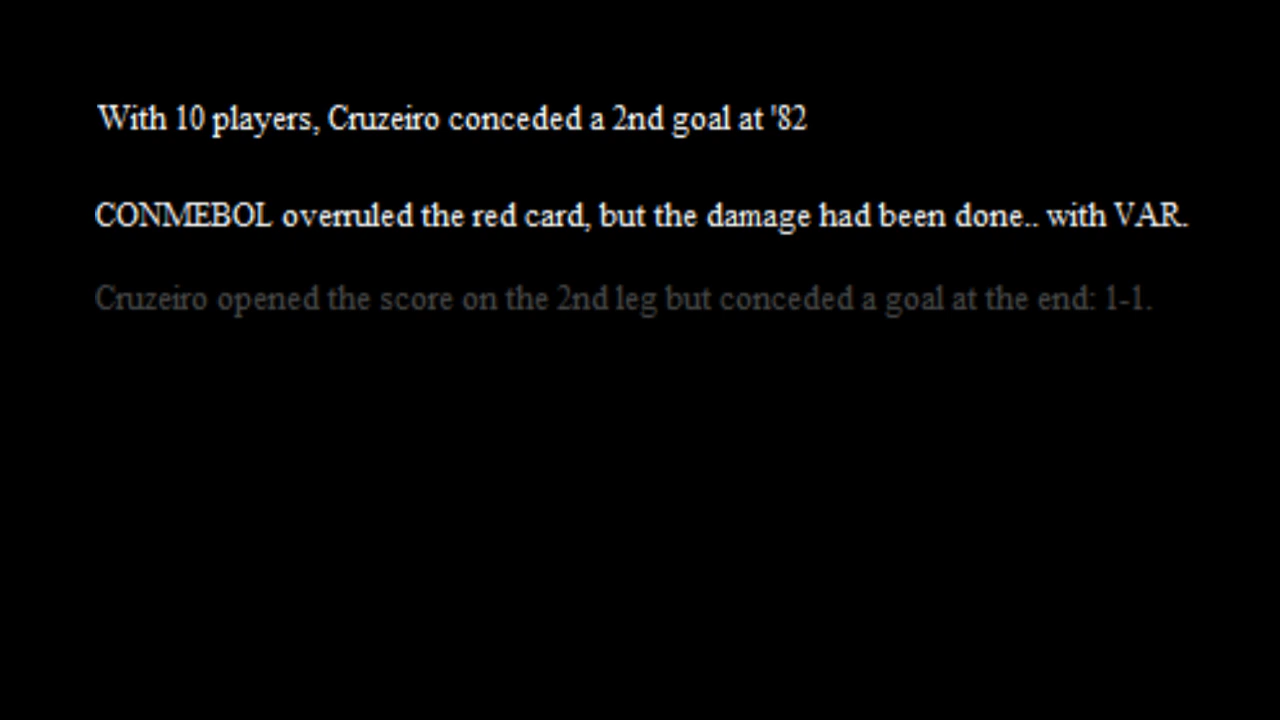 With 10 players, Cruzeiro conceded a 2nd goal at '82
CONMEBOL overruled the red card, but the damage had been done.. with VAR.
Cruzeiro opened the score on the 2nd leg but conceded a goal at the end: 1-1.